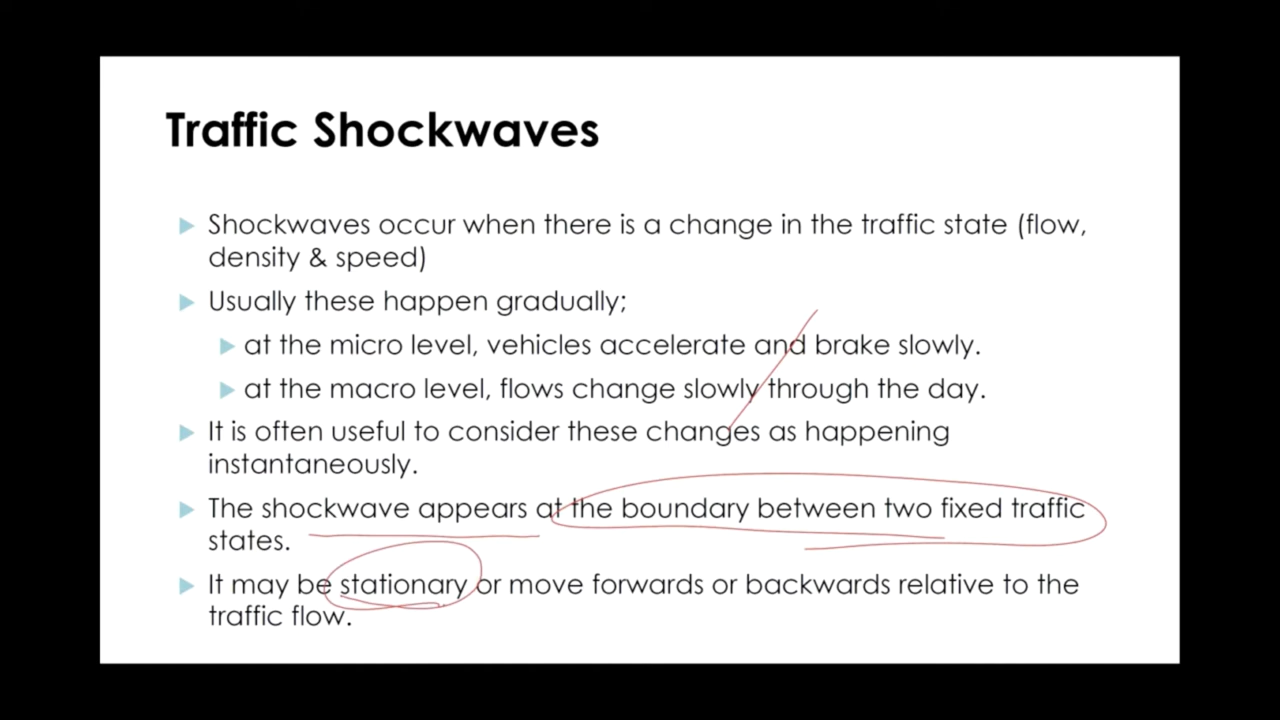 Traffic Shockwaves
Shockwaves occur when there is a change in the traffic state (flow,
density & speed)
Usually these happen gradually;
at the micro level, vehicles accelerate and brake slowly.
at the macro level, flows change slowly through the day.
It is often useful to consider these changes as happening
instantaneously.
The shockwave appears at the boundary between two fixed traffic
states.
It may be stationary or move forwards or backwards relative to the
traffic flow.